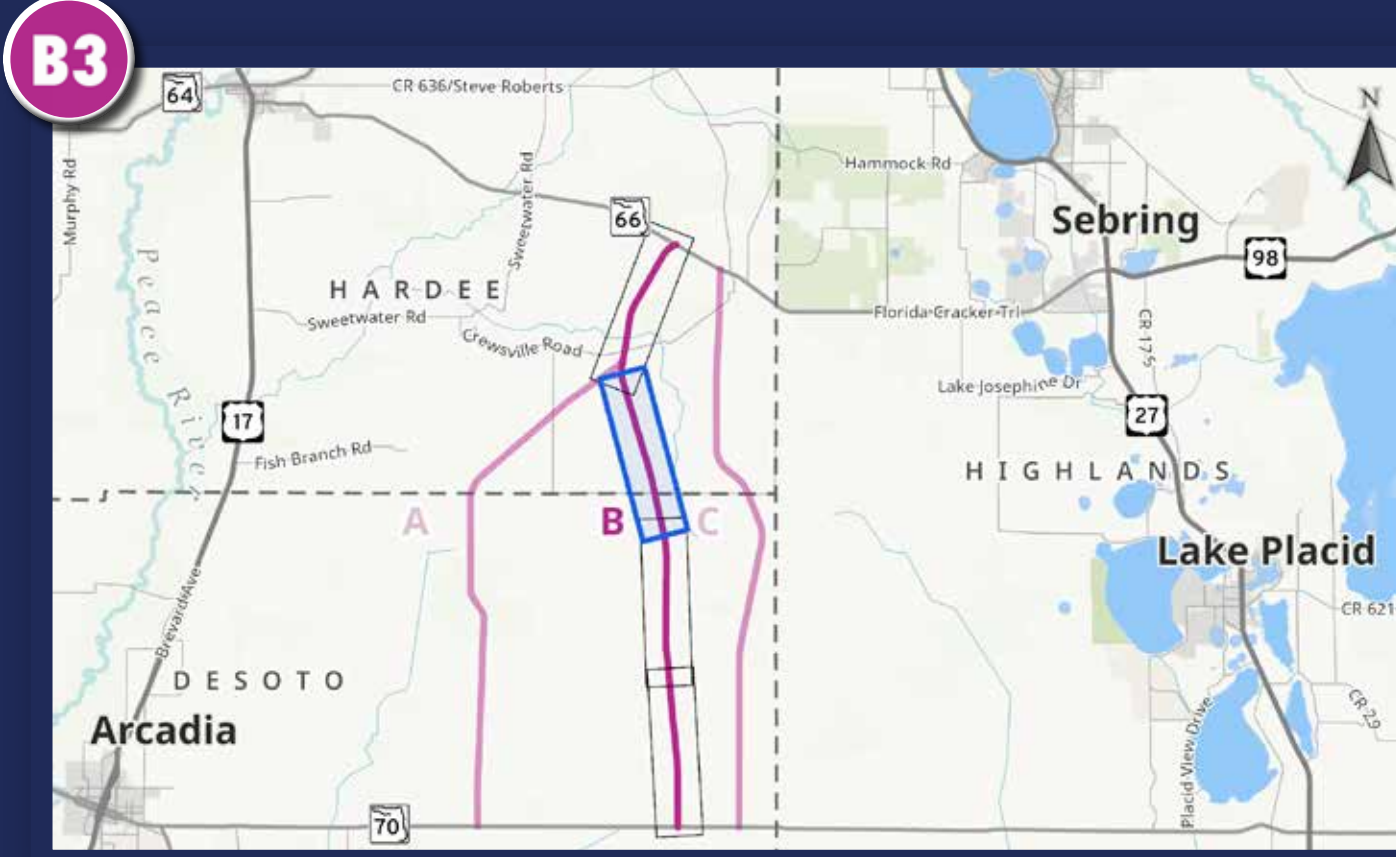 B3
64
CR 636/Steve Roberts
N
Murphy Rd
Sweetwater Rd
Hammock Rd
66
Sebring
98
Peace River
HARDEE
Sweetwater Rd
Florida Cracker Trl
Crewsville Road
CR 17 S
Lake Josephine Dr
17
27
Fish Branch Rd
HIGHLANDS
A
B
C
Lake Placid
Brevard Ave
CR 621
DESOTO
Arcadia
CR 29
Placid View Drive
70